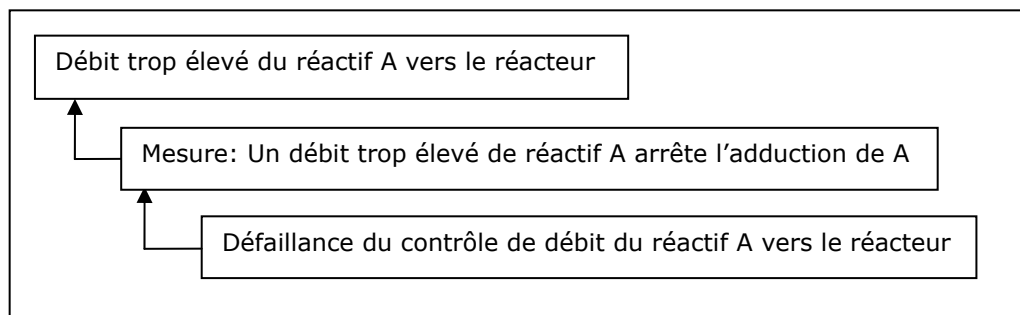 Débit trop élevé du réactif A vers le réacteur
Mesure: Un débit trop élevé de réactif A arrête l’adduction de A
Défaillance du contrôle de débit du réactif A vers le réacteur